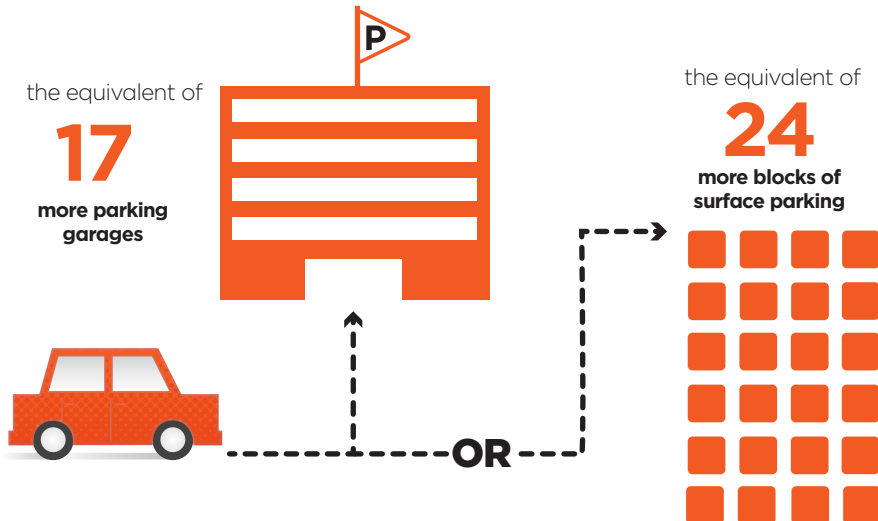 P
the equivalent of
17
more parking
garages
the equivalent of
24
more blocks of
surface parking
OR